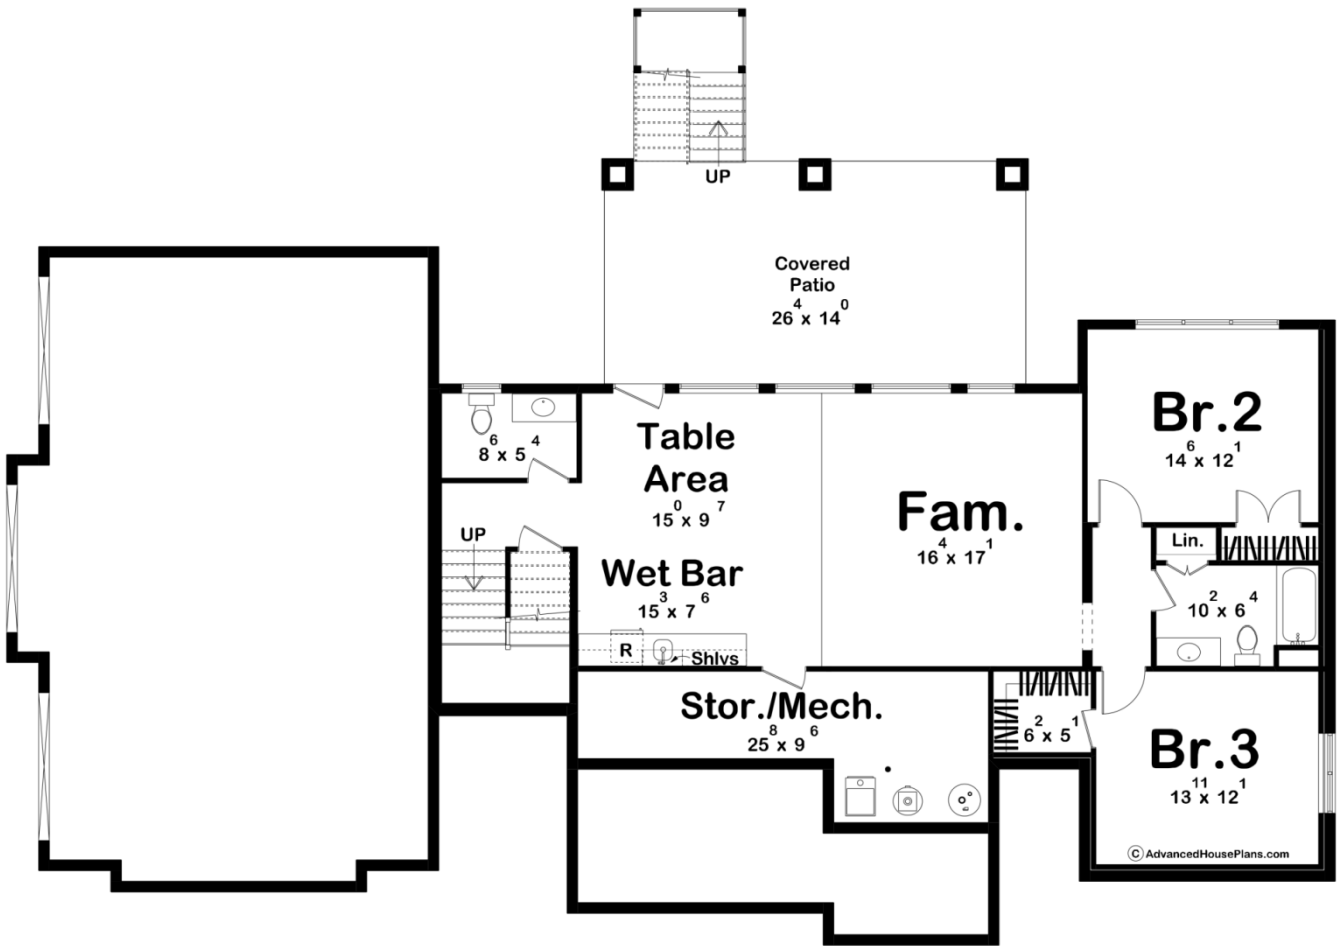 UP
Covered
Patio
26⁴ x 14⁰
Br.2
14⁶ x 12¹
8⁶ x 5⁴
Table
Area
15⁰ x 9⁷
Fam.
16⁴ x 17¹
UP
Lin.
Wet Bar
15³ x 7⁶
10² x 6⁴
R
Shlvs
Stor./Mech.
25⁸ x 9⁶
6² x 5¹
Br.3
13¹¹ x 12¹
© AdvancedHousePlans.com